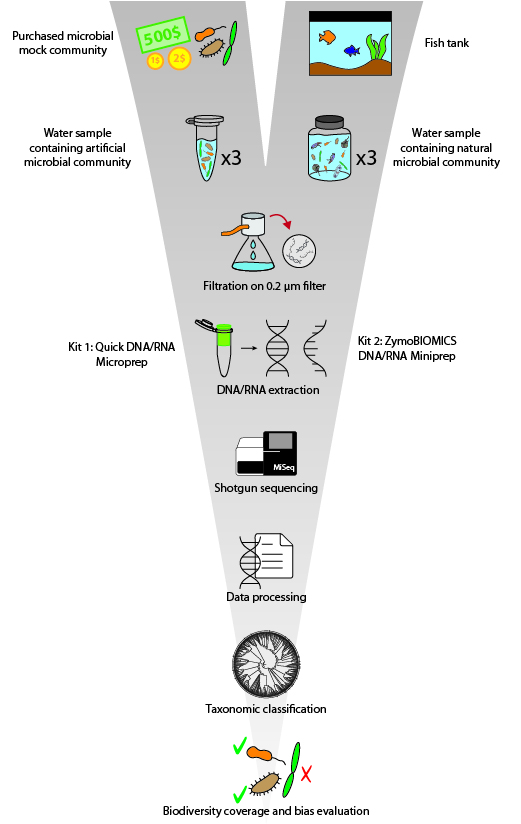 Purchased microbial
mock community
500$
1$
2$
Fish tank
Water sample
containing artificial
microbial community
x3
x3
Water sample
containing natural
microbial community
Filtration on 0.2 µm filter
Kit 1: Quick DNA/RNA
Microprep
Kit 2: ZymoBIOMICS
DNA/RNA Miniprep
DNA/RNA extraction
MiSeq
Shotgun sequencing
Data processing
Taxonomic classification
Biodiversity coverage and bias evaluation